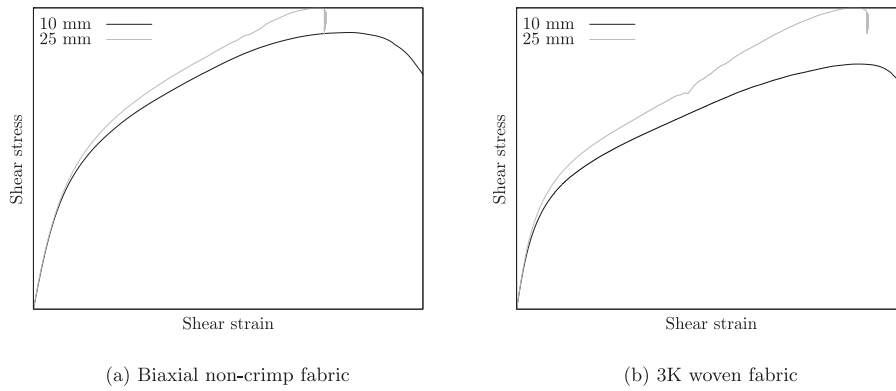 10 mm
25 mm
Shear stress
Shear strain
(a) Biaxial non-crimp fabric
10 mm
25 mm
Shear stress
Shear strain
(b) 3K woven fabric